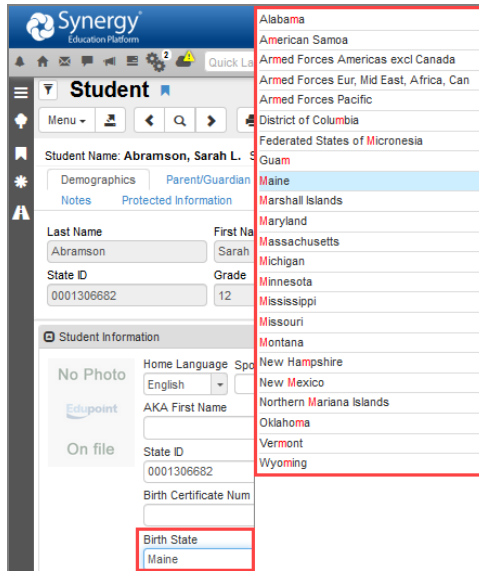 Synergy
Education Platform
2
Quick La
Student
Menu
Student Name: Abramson, Sarah L. S
Demographics Parent/Guardian
Notes Protected Information
Last Name First Na
Abramson Sarah
State ID Grade
0001306682 12
Student Information
No Photo
Edupoint
On file
Home Language Spo
English
AKA First Name
State ID
0001306682
Birth Certificate Num
Birth State
Maine
Alabama
American Samoa
Armed Forces Americas excl Canada
Armed Forces Eur, Mid East, Africa, Can
Armed Forces Pacific
District of Columbia
Federated States of Micronesia
Guam
Maine
Marshall Islands
Maryland
Massachusetts
Michigan
Minnesota
Mississippi
Missouri
Montana
New Hampshire
New Mexico
Northern Mariana Islands
Oklahoma
Vermont
Wyoming